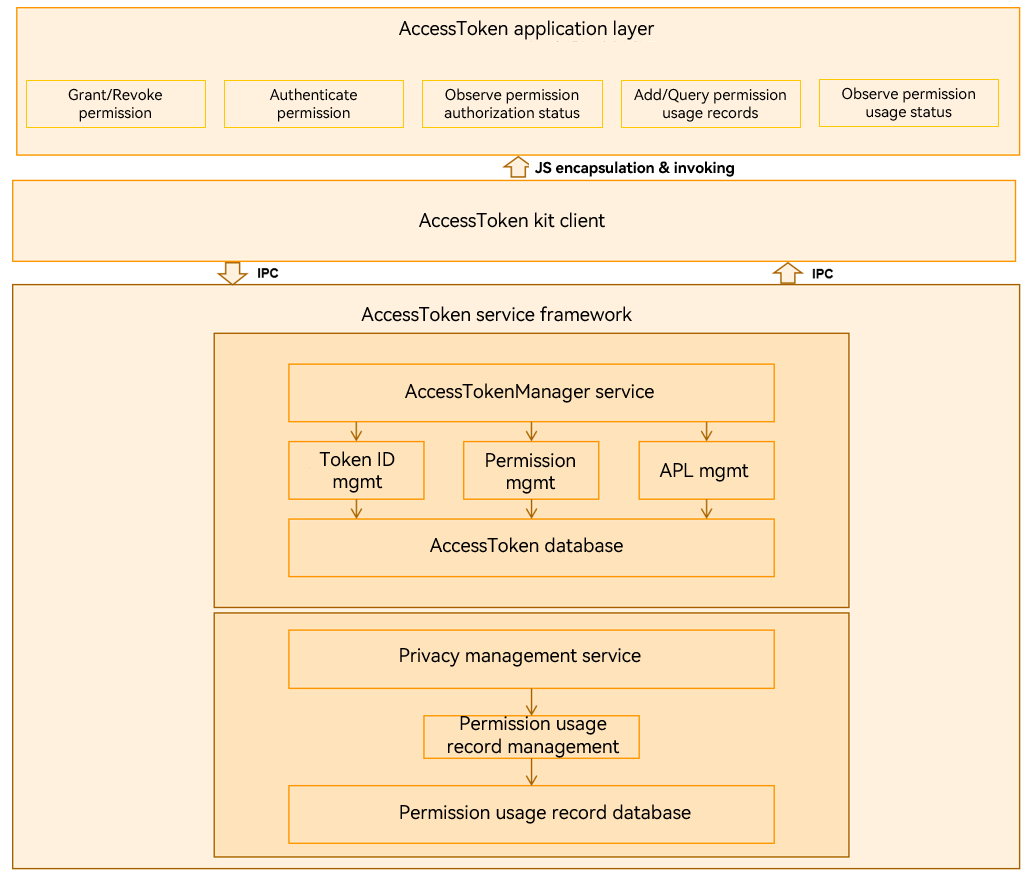 AccessToken application layer
Grant/Revoke
permission
Authenticate
permission
Observe permission
authorization status
Add/Query permission
usage records
Observe permission
usage status
JS encapsulation & invoking
AccessToken kit client
IPC
IPC
AccessToken service framework
AccessTokenManager service
Token ID
mgmt
Permission
mgmt
APL mgmt
AccessToken database
Privacy management service
Permission usage
record management
Permission usage record database